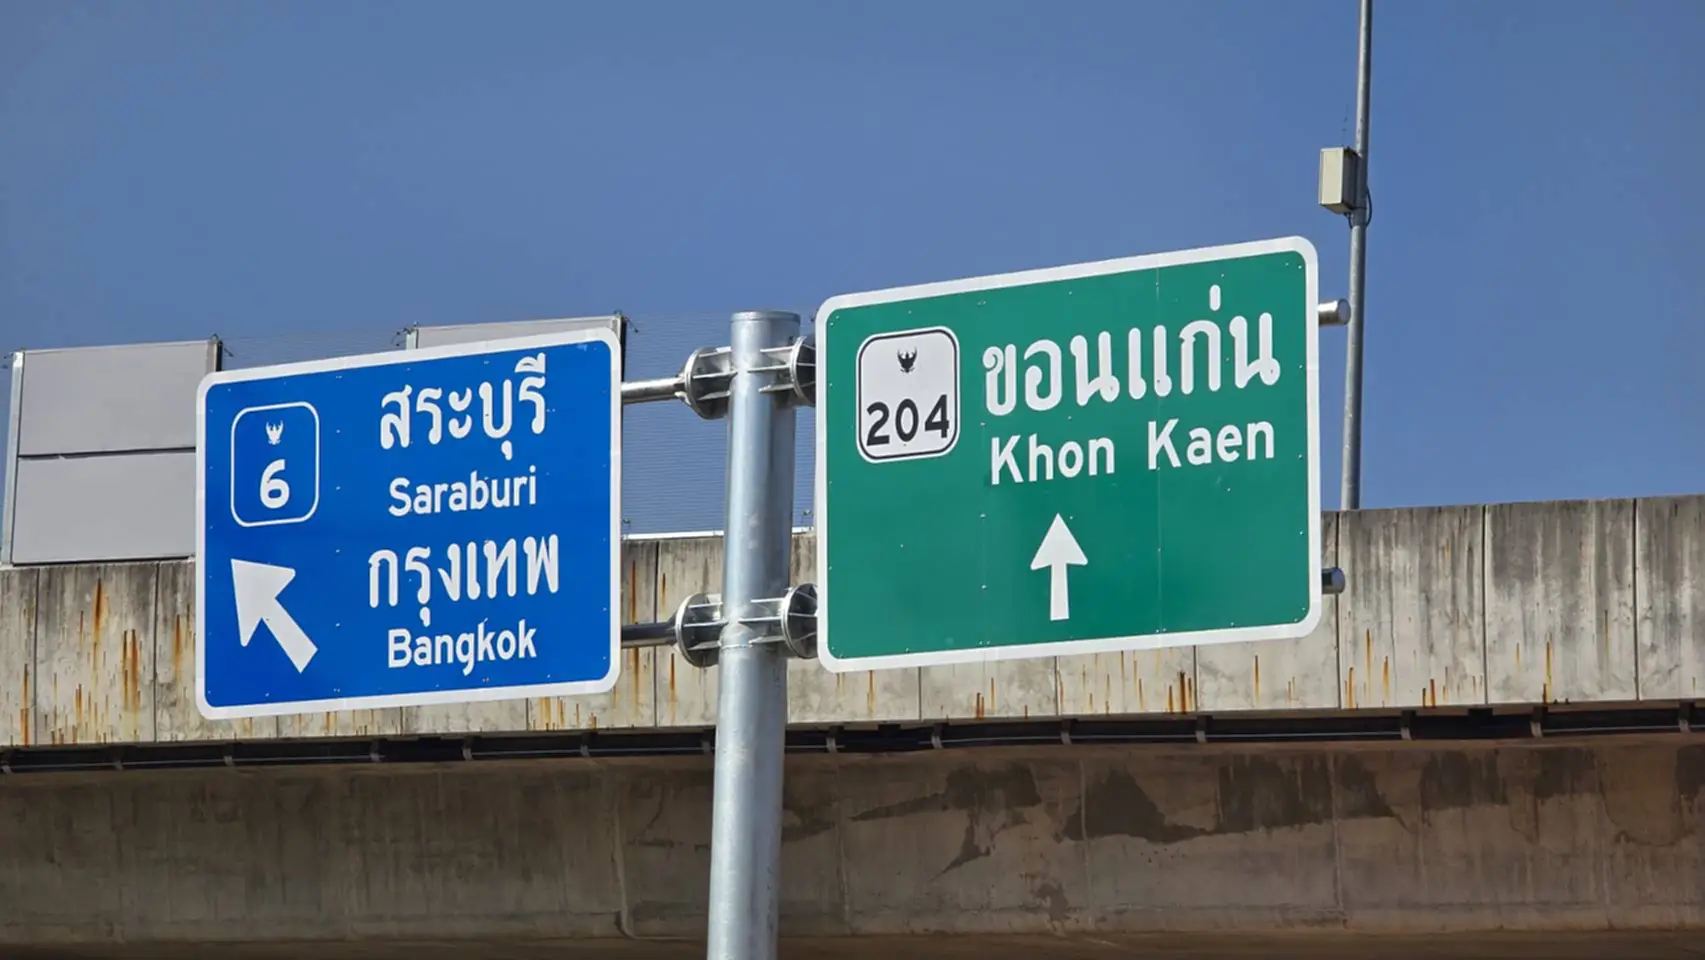 6
สระบุรี
Saraburi
กรุงเทพ
Bangkok
204
ขอนแก่น
Khon Kaen